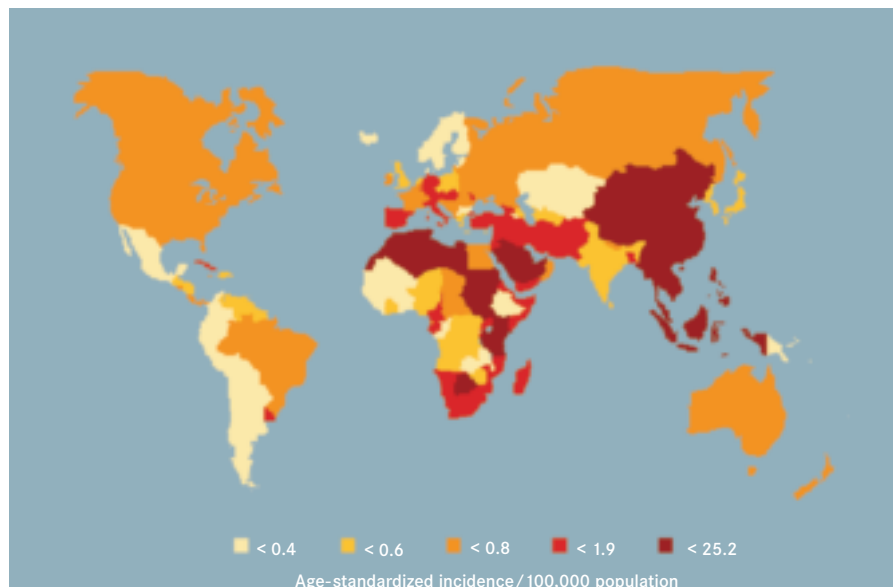 < 0.4 < 0.6 < 0.8 < 1.9 < 25.2
Age-standardized incidence / 100,000 population